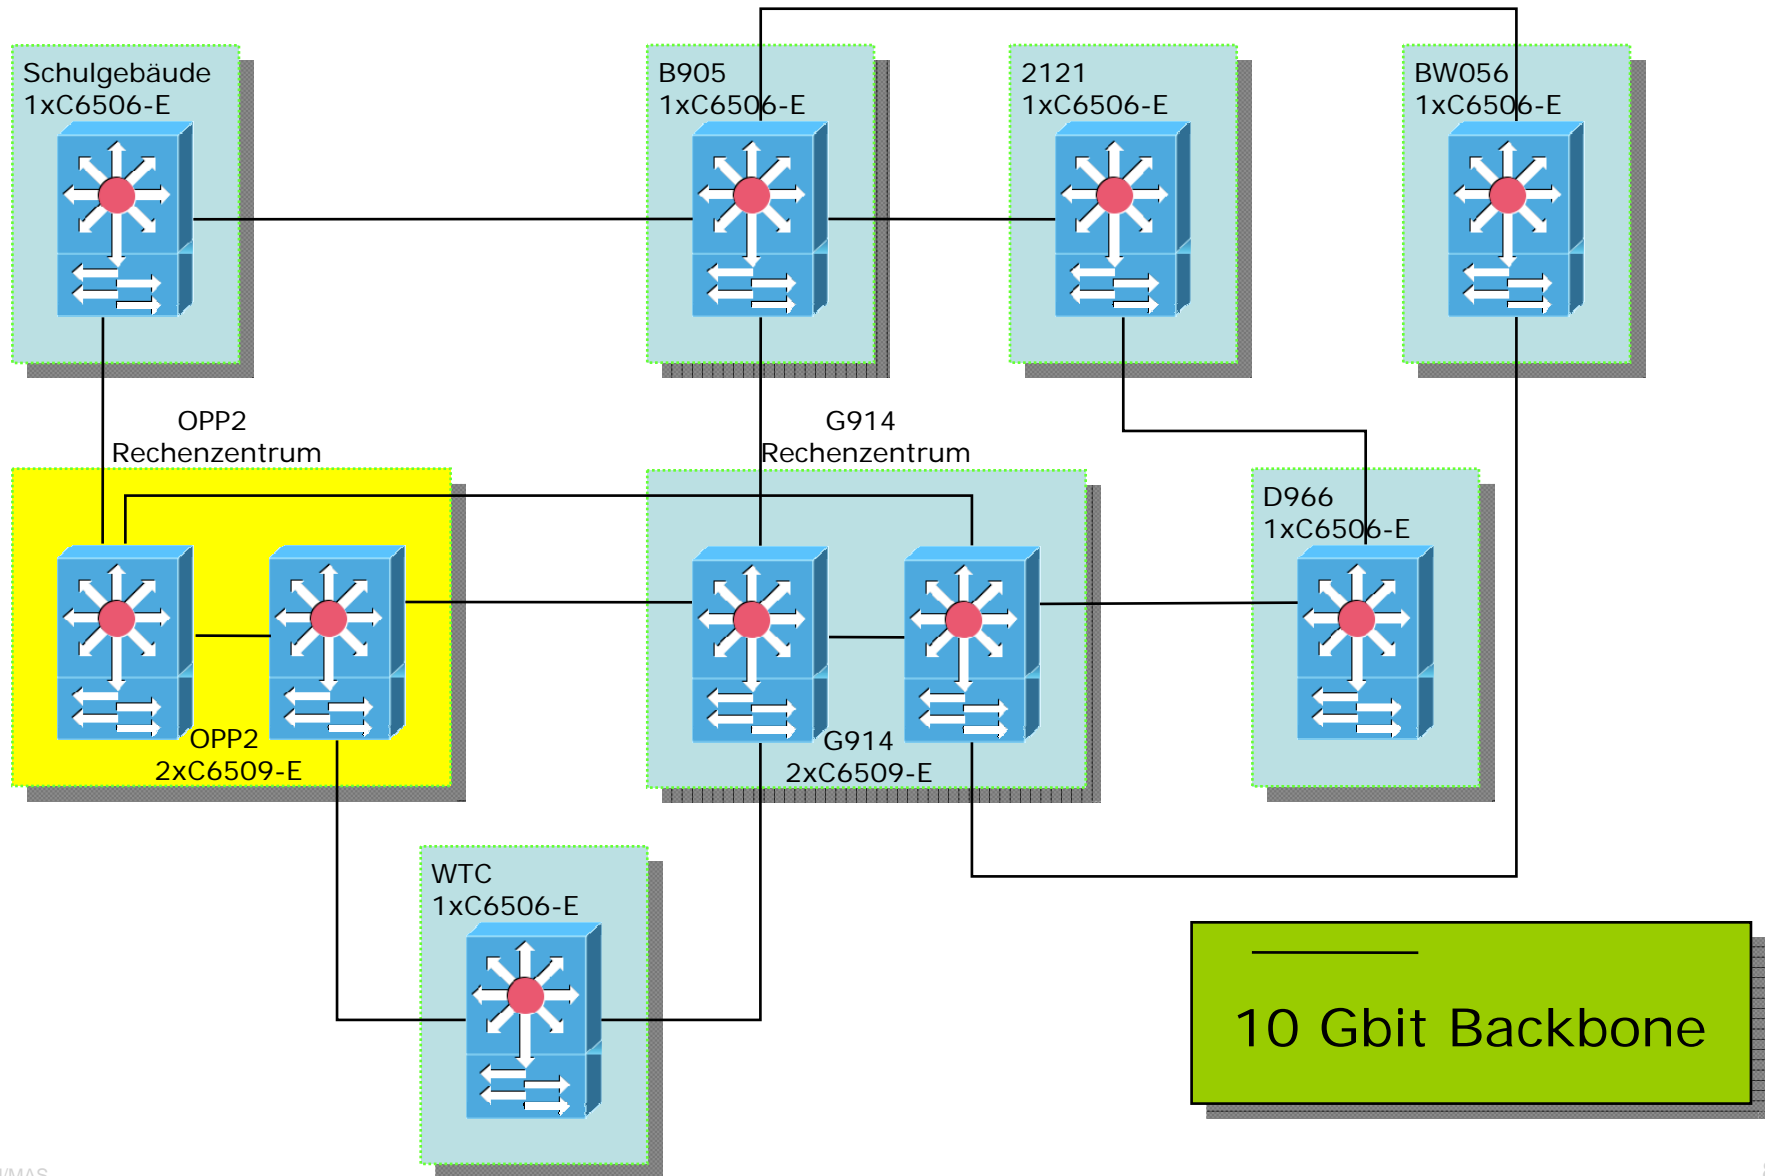 Schulgebäude
1xC6506-E
B905
1xC6506-E
2121
1xC6506-E
BW056
1xC6506-E
OPP2
Rechenzentrum
G914
Rechenzentrum
D966
1xC6506-E
OPP2
2xC6509-E
G914
2xC6509-E
WTC
1xC6506-E
10 Gbit Backbone